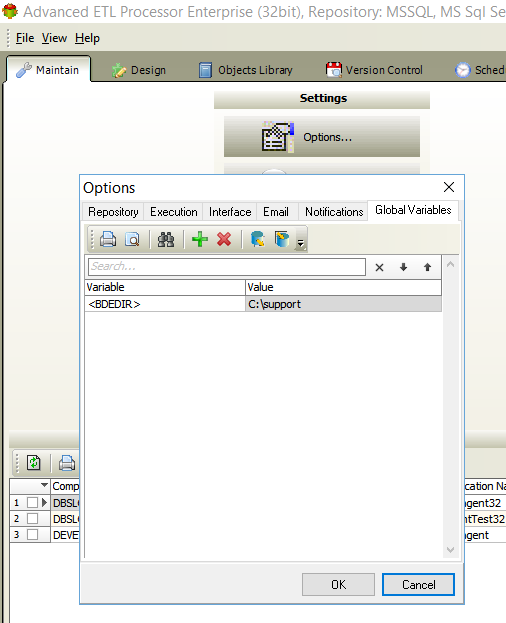 Advanced ETL Processor Enterprise (32bit), Repository: MSSQL, MS Sql Se
File View Help
Maintain Design Objects Library Version Control Sched
Settings
Options...
Options
Repository Execution Interface Email Notifications Global Variables
Search...
Variable Value
<BDEDIR> C:\support
Comp cation Na
1 DBSL gent32
2 DBSL ntTest32
3 DEVE gent
OK Cancel